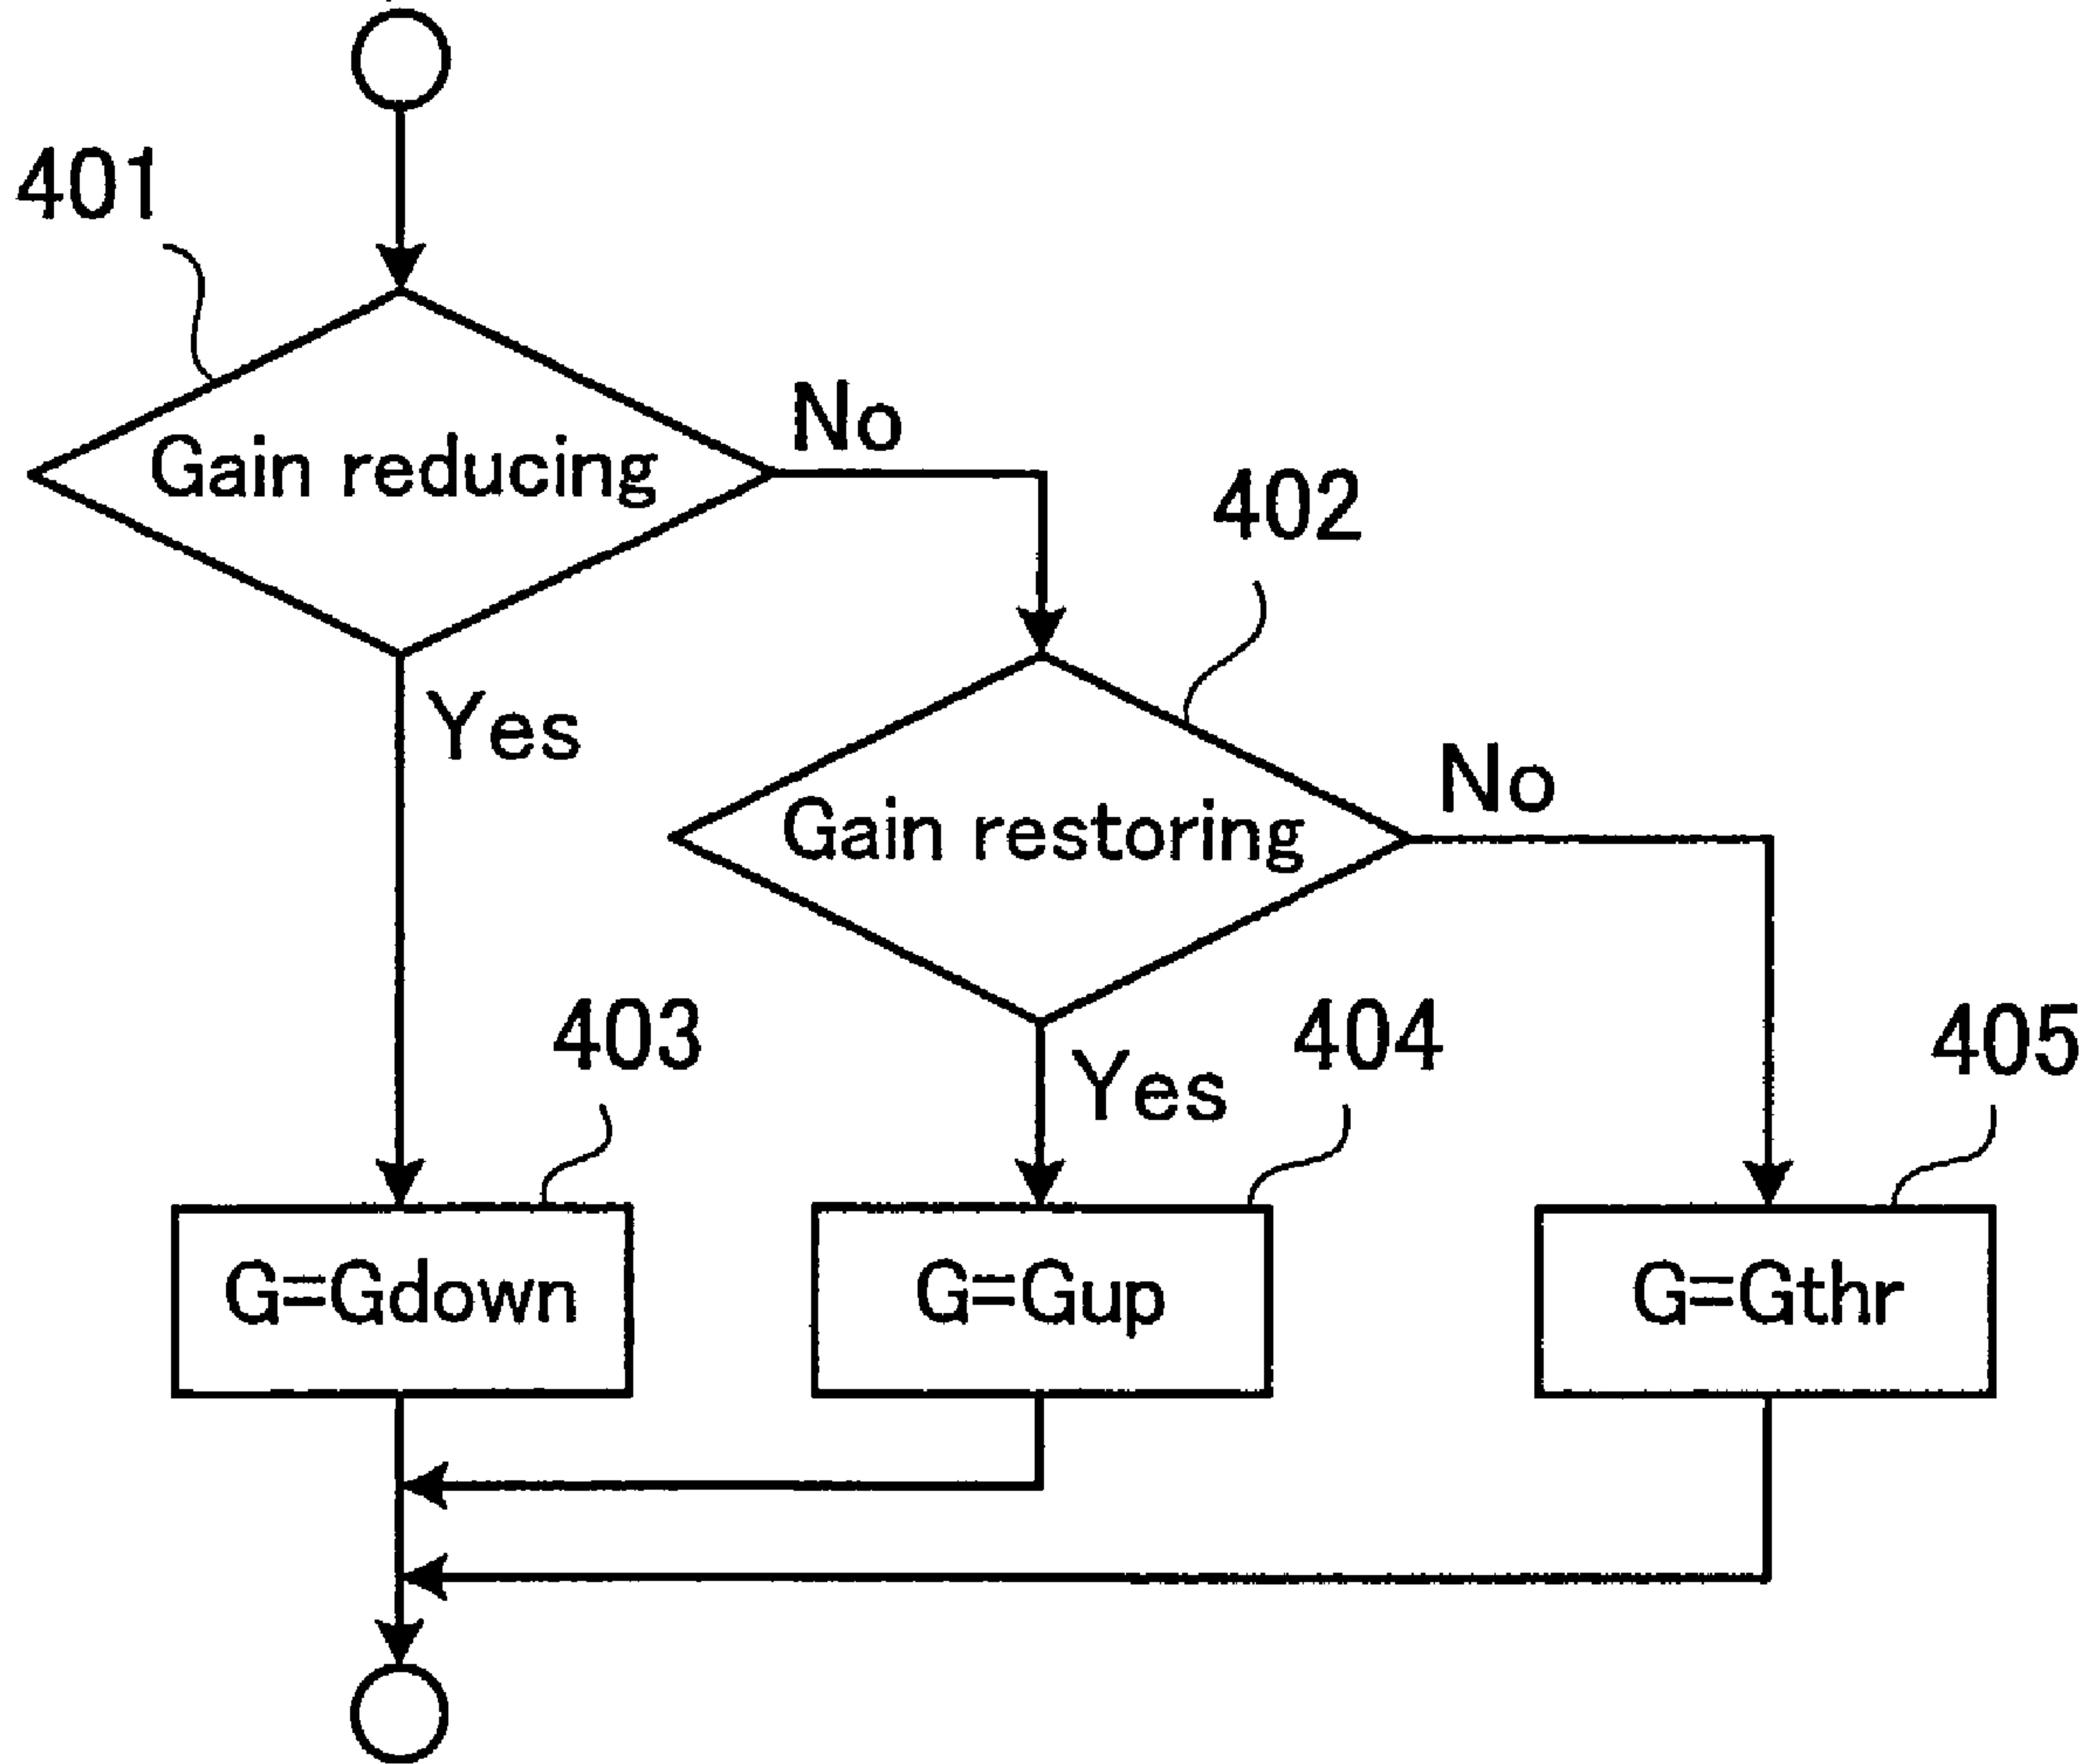 401
Gain reducing
No
402
Yes
Gain restoring
No
403
Yes
404
405
G=Gdown
G=Gup
G=Gthr